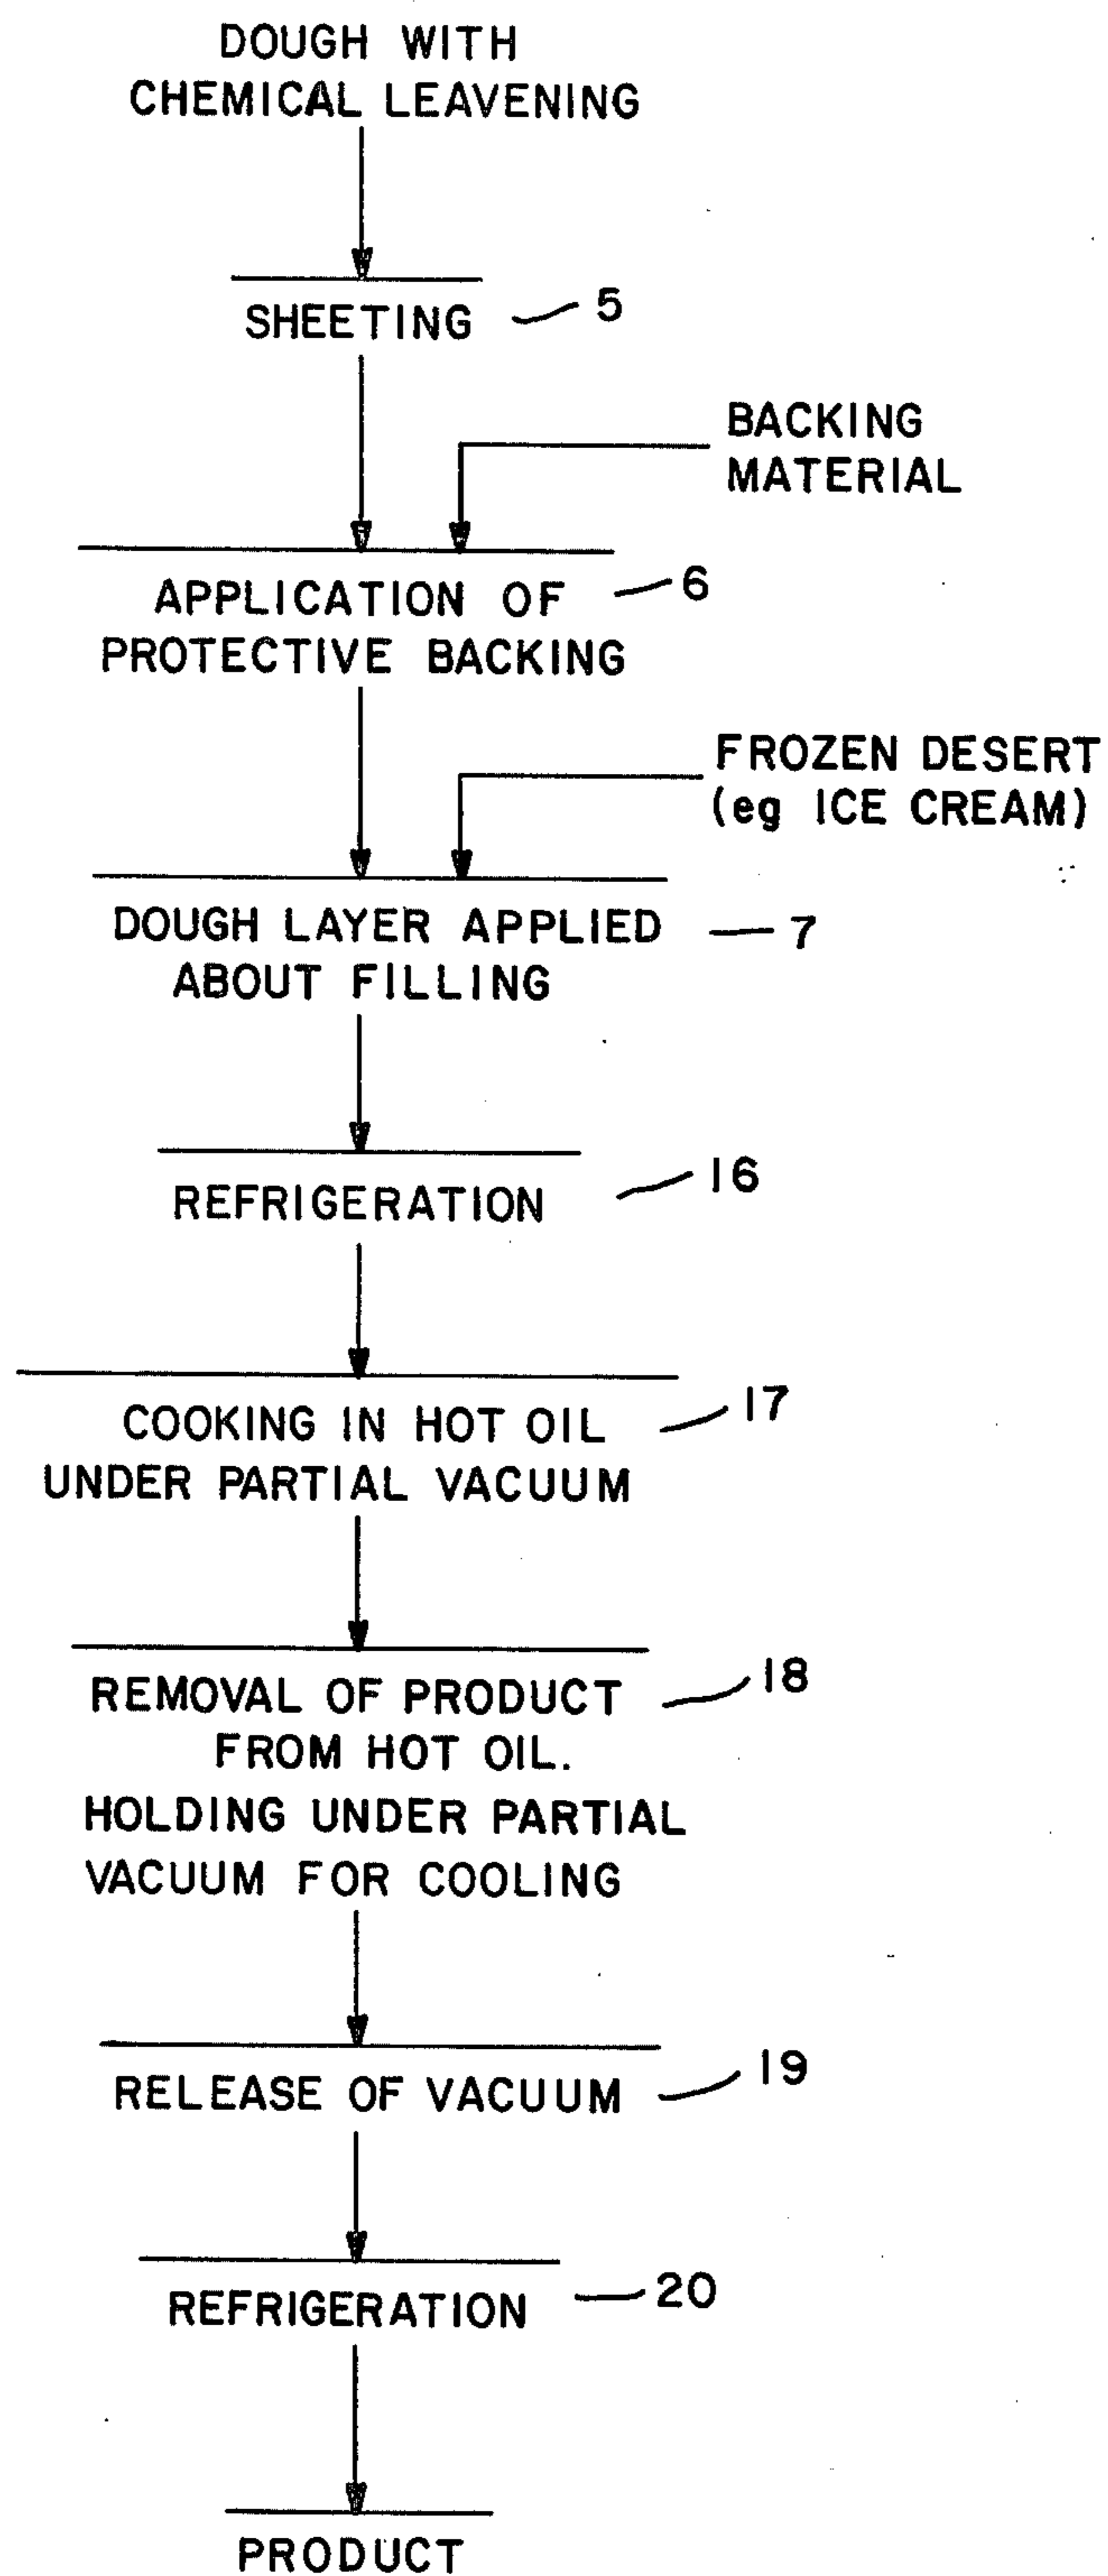 DOUGH WITH
CHEMICAL LEAVENING
SHEETING 5
BACKING
MATERIAL
APPLICATION OF 6
PROTECTIVE BACKING
FROZEN DESERT
(eg ICE CREAM)
DOUGH LAYER APPLIED 7
ABOUT FILLING
REFRIGERATION 16
COOKING IN HOT OIL 17
UNDER PARTIAL VACUUM
REMOVAL OF PRODUCT 18
FROM HOT OIL.
HOLDING UNDER PARTIAL
VACUUM FOR COOLING
RELEASE OF VACUUM 19
REFRIGERATION 20
PRODUCT